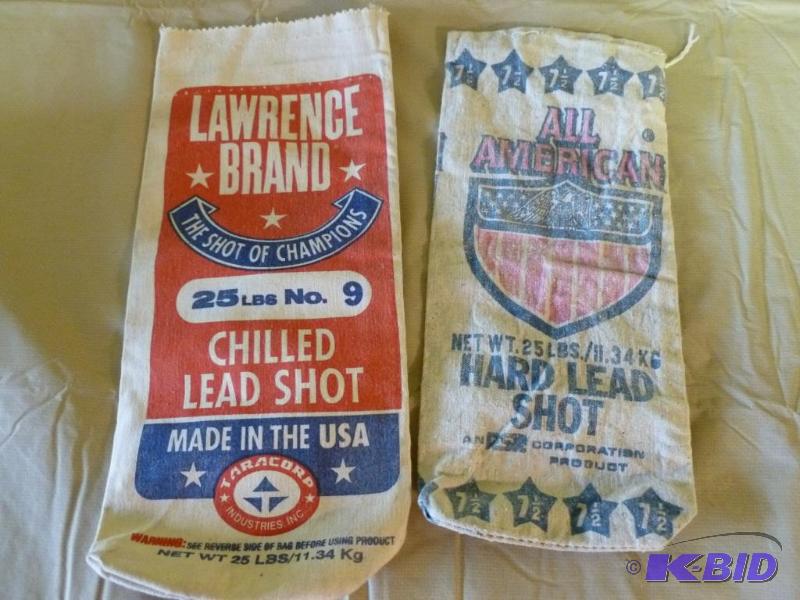 LAWRENCE
BRAND
THE SHOT OF CHAMPIONS
25 LBS No. 9
CHILLED
LEAD SHOT
MADE IN THE USA
TARACORP
INDUSTRIES, INC.
WARNING: SEE REVERSE SIDE OF BAG BEFORE USING PRODUCT
NET WT 25 LBS/11.34 Kg
7½ 7½ 7½ 7½ 7½
ALL
AMERICAN
NET WT. 25 LBS./11.34 KG
HARD LEAD
SHOT
AN CORPORATION
PRODUCT
7½ 7½ 7½ 7½
© K-BID